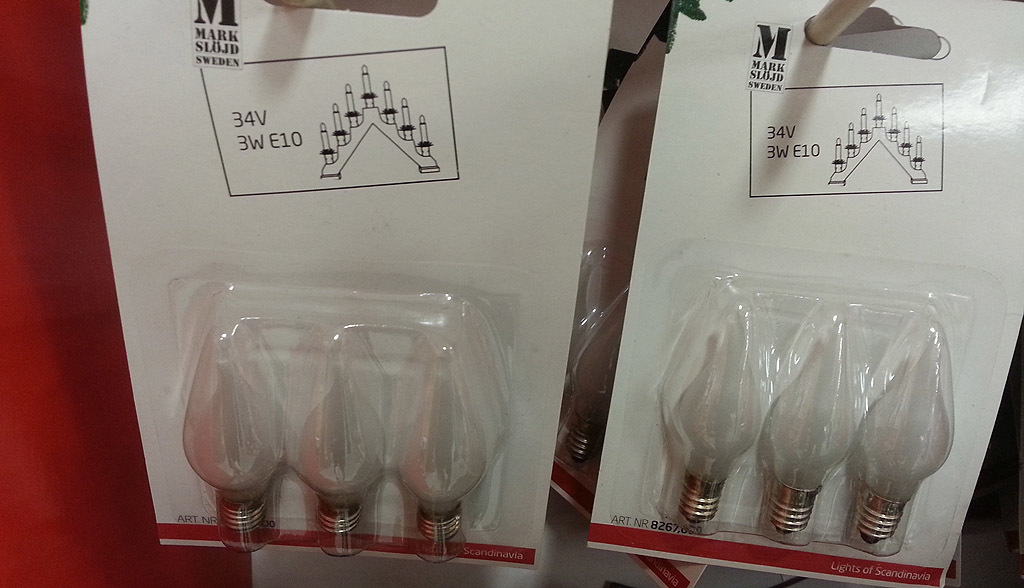 M
MARK
SLÖJD
SWEDEN
34V
3W E10
ART. NR
Scandinavia
M
MARK
SLÖJD
SWEDEN
34V
3W E10
ART. NR 8267,
Lights of Scandinavia
Scandinavia